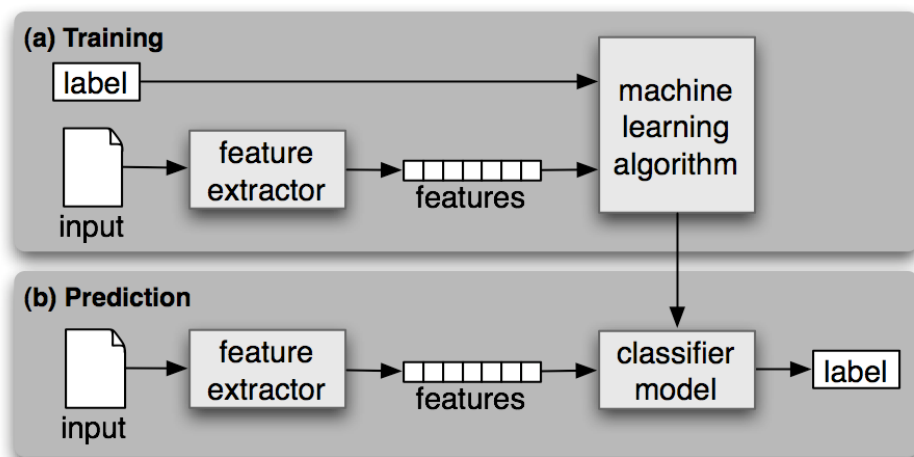 (a) Training
label
machine
learning
algorithm
feature
extractor
features
input
(b) Prediction
feature
extractor
features
classifier
model
label
input